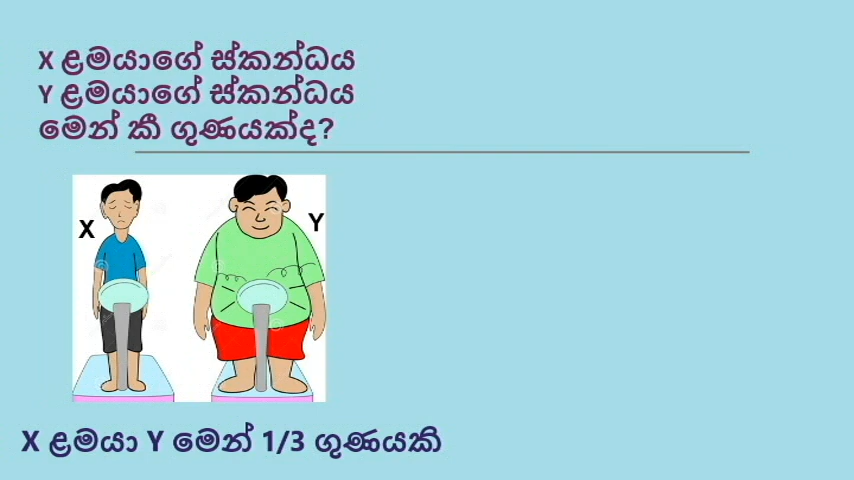 X ළමයාගේ ස්කන්ධය
Y ළමයාගේ ස්කන්ධය
මෙන් කී ගුණයක්ද?
X
Y
X ළමයා Y මෙන් 1/3 ගුණයකි